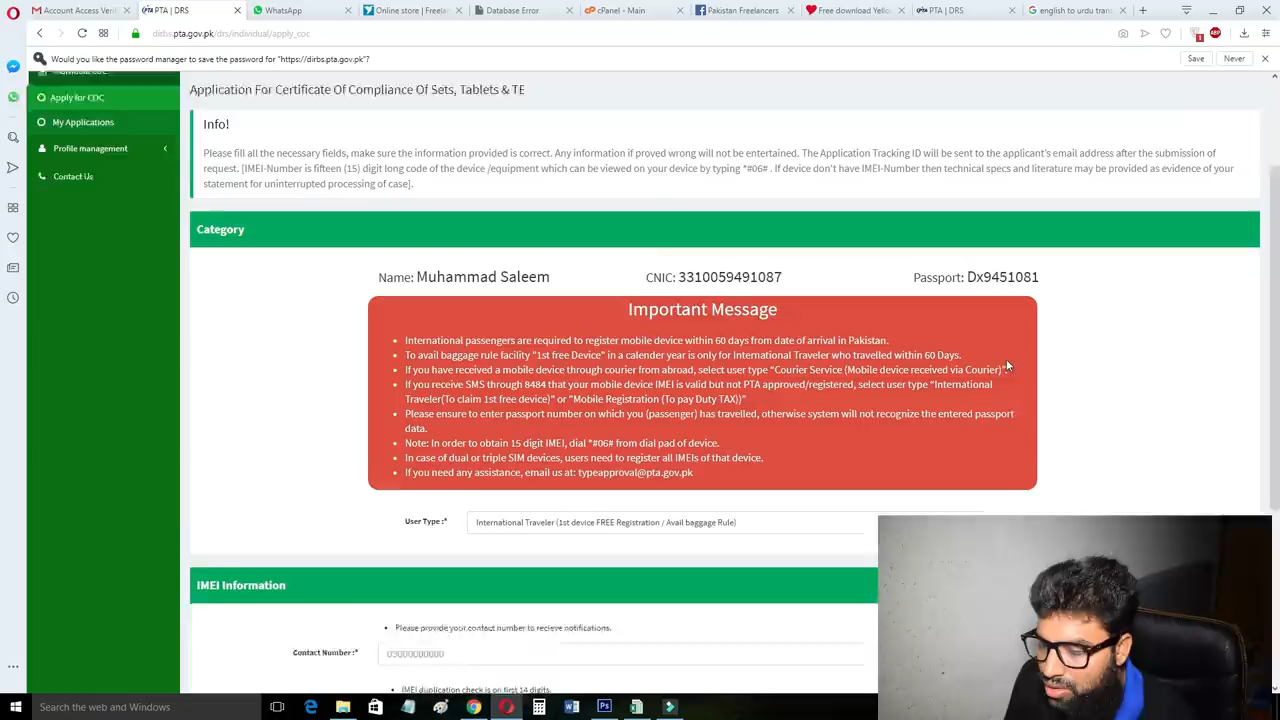 Account Access Verif
PTA | DRS
WhatsApp
Online store | Freelan
Database Error
cPanel - Main
Pakistan Freelancers
Free download Yello
PTA | DRS
english to urdu trans
dirbs.pta.gov.pk/drs/individual/apply_coc
Would you like the password manager to save the password for "https://dirbs.pta.gov.pk"?
Save
Never
Apply for COC
My Applications
Profile management
Contact Us
Application For Certificate Of Compliance Of Sets, Tablets & TE
Info!
Please fill all the necessary fields, make sure the information provided is correct. Any information if proved wrong will not be entertained. The Application Tracking ID will be sent to the applicant's email address after the submission of
request. [IMEI-Number is fifteen (15) digit long code of the device /equipment which can be viewed on your device by typing *#06# . If device don't have IMEI-Number then technical specs and literature may be provided as evidence of your
statement for uninterrupted processing of case].
Category
Name: Muhammad Saleem
CNIC: 3310059491087
Passport: Dx9451081
Important Message
International passengers are required to register mobile device within 60 days from date of arrival in Pakistan.
To avail baggage rule facility "1st free Device" in a calender year is only for International Traveler who travelled within 60 Days.
If you have received a mobile device through courier from abroad, select user type "Courier Service (Mobile device received via Courier)".
If you receive SMS through 8484 that your mobile device IMEI is valid but not PTA approved/registered, select user type "International
Traveler(To claim 1st free device)" or "Mobile Registration (To pay Duty TAX))"
Please ensure to enter passport number on which you (passenger) has travelled, otherwise system will not recognize the entered passport
data.
Note: In order to obtain 15 digit IMEI, dial *#06# from dial pad of device.
In case of dual or triple SIM devices, users need to register all IMEIs of that device.
If you need any assistance, email us at: typeapproval@pta.gov.pk
User Type :*
International Traveler (1st device FREE Registration / Avail baggage Rule)
IMEI Information
Please provide your contact number to recieve notifications.
Contact Number :*
03000000000
IMEI duplication check is on first 14 digits.
Search the web and Windows